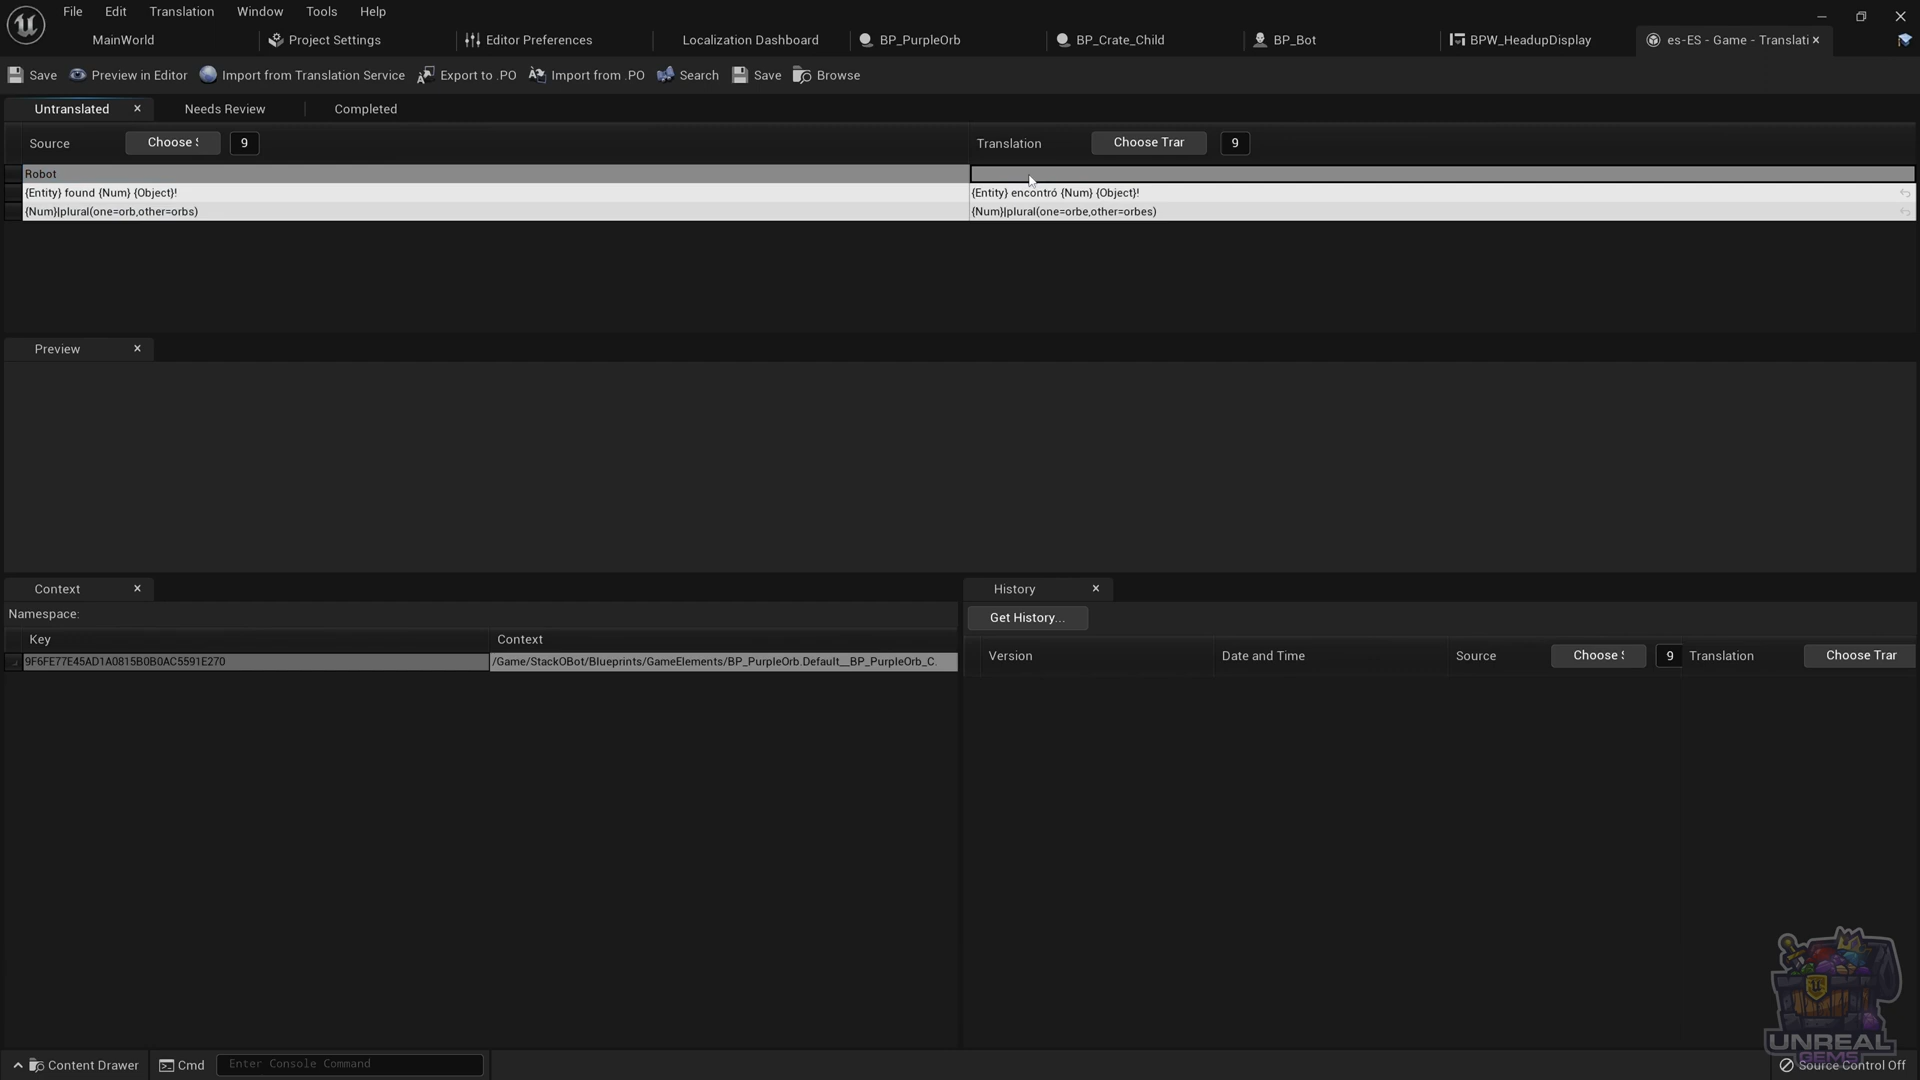 File Edit Translation Window Tools Help
MainWorld Project Settings Editor Preferences Localization Dashboard BP_PurpleOrb BP_Crate_Child BP_Bot BPW_HeadupDisplay es-ES - Game - Translati
Save Preview in Editor Import from Translation Service Export to .PO Import from .PO Search Save Browse
Untranslated Needs Review Completed
Source Choose 9 Translation Choose Trar 9
Robot
{Entity} found {Num} {Object}! {Entity} encontró {Num} {Object}!
{Num}|plural(one=orb,other=orbs) {Num}|plural(one=orbe,other=orbes)
Preview
Context History
Namespace: Get History...
Key Context
Version Date and Time Source Choose 9 Translation Choose Trar
9F6FE77E45AD1A0815B0B0AC5591E270 /Game/StackOBot/Blueprints/GameElements/BP_PurpleOrb.Default__BP_PurpleOrb_C.
UNREAL
GEMS
Content Drawer Cmd Enter Console Command Source Control Off